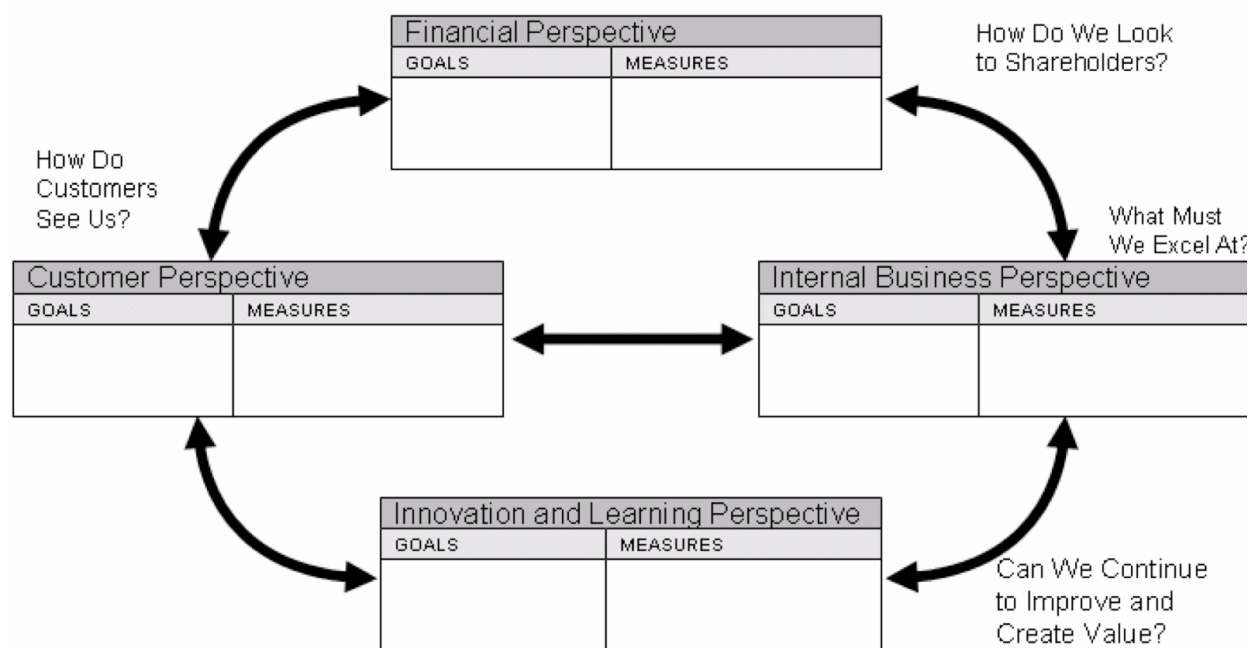 Financial Perspective
GOALS MEASURES
How Do We Look
to Shareholders?
How Do
Customers
See Us?
What Must
We Excel At?
Customer Perspective
GOALS MEASURES
Internal Business Perspective
GOALS MEASURES
Innovation and Learning Perspective
GOALS MEASURES
Can We Continue
to Improve and
Create Value?